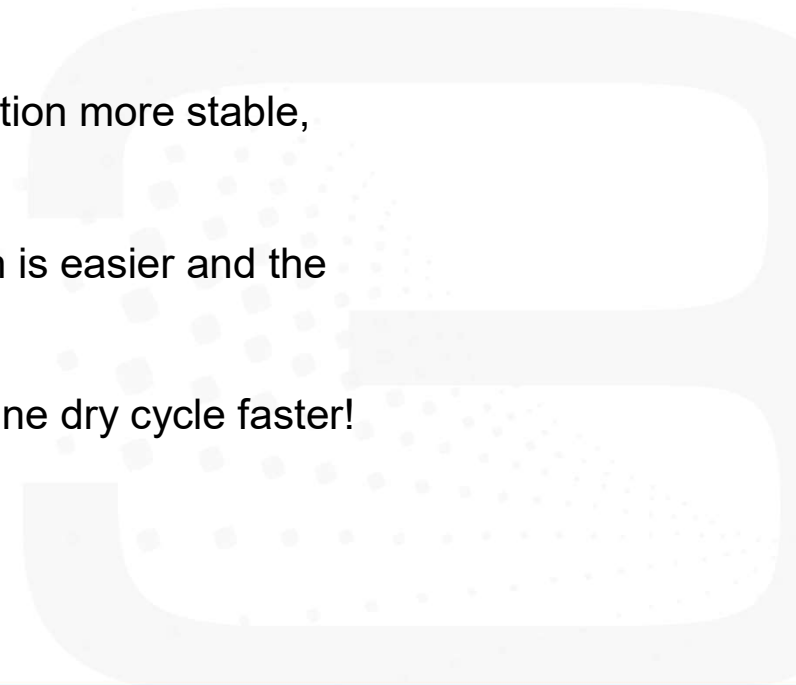 tion more stable,
is easier and the
ne dry cycle faster!